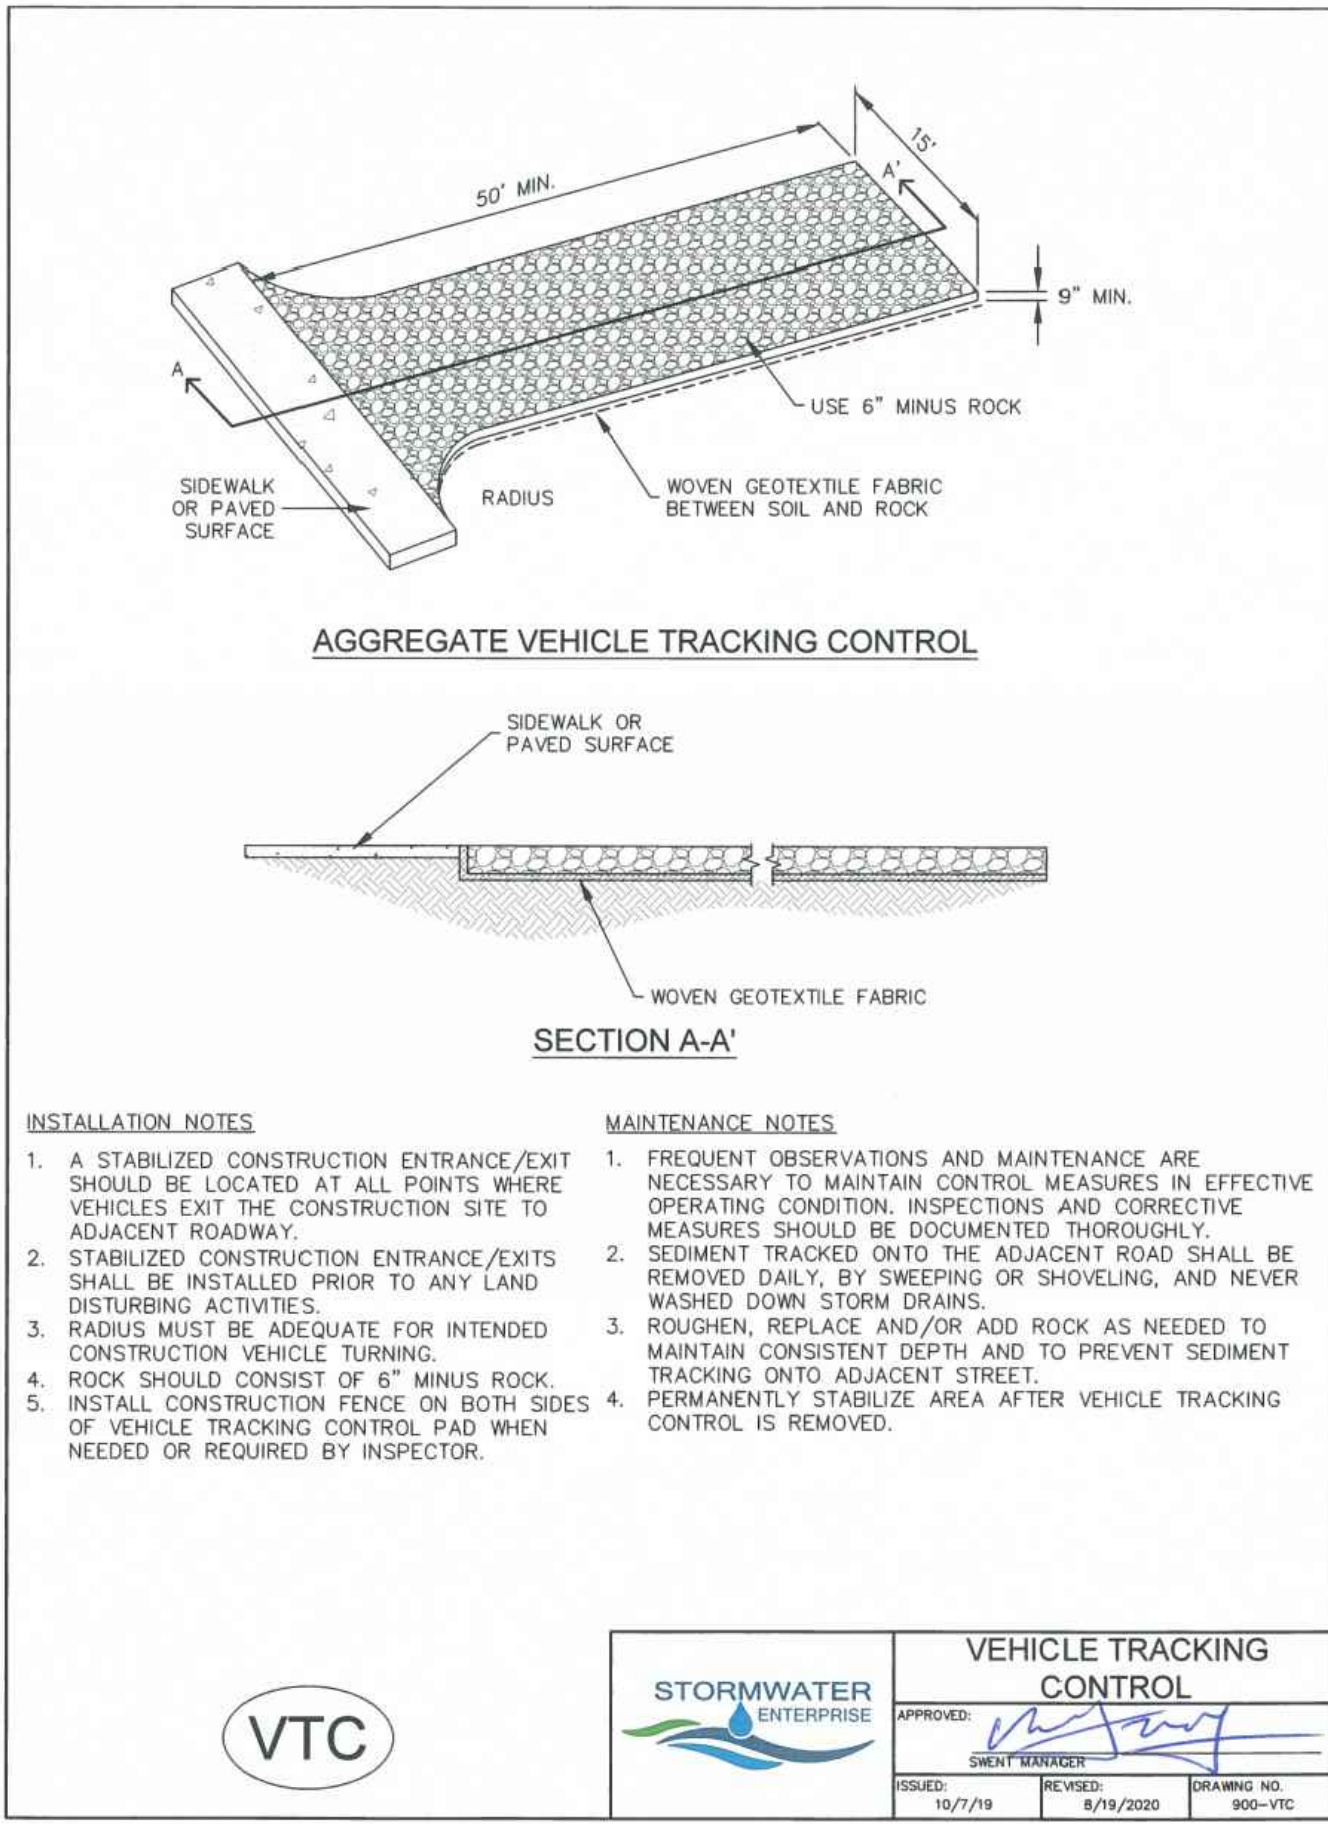 50' MIN.
15'
A'
9" MIN.
USE 6" MINUS ROCK
A
SIDEWALK
OR PAVED
SURFACE
RADIUS
WOVEN GEOTEXTILE FABRIC
BETWEEN SOIL AND ROCK
AGGREGATE VEHICLE TRACKING CONTROL
SIDEWALK OR
PAVED SURFACE
WOVEN GEOTEXTILE FABRIC
SECTION A-A'
INSTALLATION NOTES
1. A STABILIZED CONSTRUCTION ENTRANCE/EXIT
SHOULD BE LOCATED AT ALL POINTS WHERE
VEHICLES EXIT THE CONSTRUCTION SITE TO
ADJACENT ROADWAY.
2. STABILIZED CONSTRUCTION ENTRANCE/EXITS
SHALL BE INSTALLED PRIOR TO ANY LAND
DISTURBING ACTIVITIES.
3. RADIUS MUST BE ADEQUATE FOR INTENDED
CONSTRUCTION VEHICLE TURNING.
4. ROCK SHOULD CONSIST OF 6" MINUS ROCK.
5. INSTALL CONSTRUCTION FENCE ON BOTH SIDES
OF VEHICLE TRACKING CONTROL PAD WHEN
NEEDED OR REQUIRED BY INSPECTOR.
MAINTENANCE NOTES
1. FREQUENT OBSERVATIONS AND MAINTENANCE ARE
NECESSARY TO MAINTAIN CONTROL MEASURES IN EFFECTIVE
OPERATING CONDITION. INSPECTIONS AND CORRECTIVE
MEASURES SHOULD BE DOCUMENTED THOROUGHLY.
2. SEDIMENT TRACKED ONTO THE ADJACENT ROAD SHALL BE
REMOVED DAILY, BY SWEEPING OR SHOVELING, AND NEVER
WASHED DOWN STORM DRAINS.
3. ROUGHEN, REPLACE AND/OR ADD ROCK AS NEEDED TO
MAINTAIN CONSISTENT DEPTH AND TO PREVENT SEDIMENT
TRACKING ONTO ADJACENT STREET.
4. PERMANENTLY STABILIZE AREA AFTER VEHICLE TRACKING
CONTROL IS REMOVED.
VTC
STORMWATER
ENTERPRISE
VEHICLE TRACKING
CONTROL
APPROVED:
SWENT MANAGER
ISSUED:
10/7/19
REVISED:
8/19/2020
DRAWING NO.
900-VTC